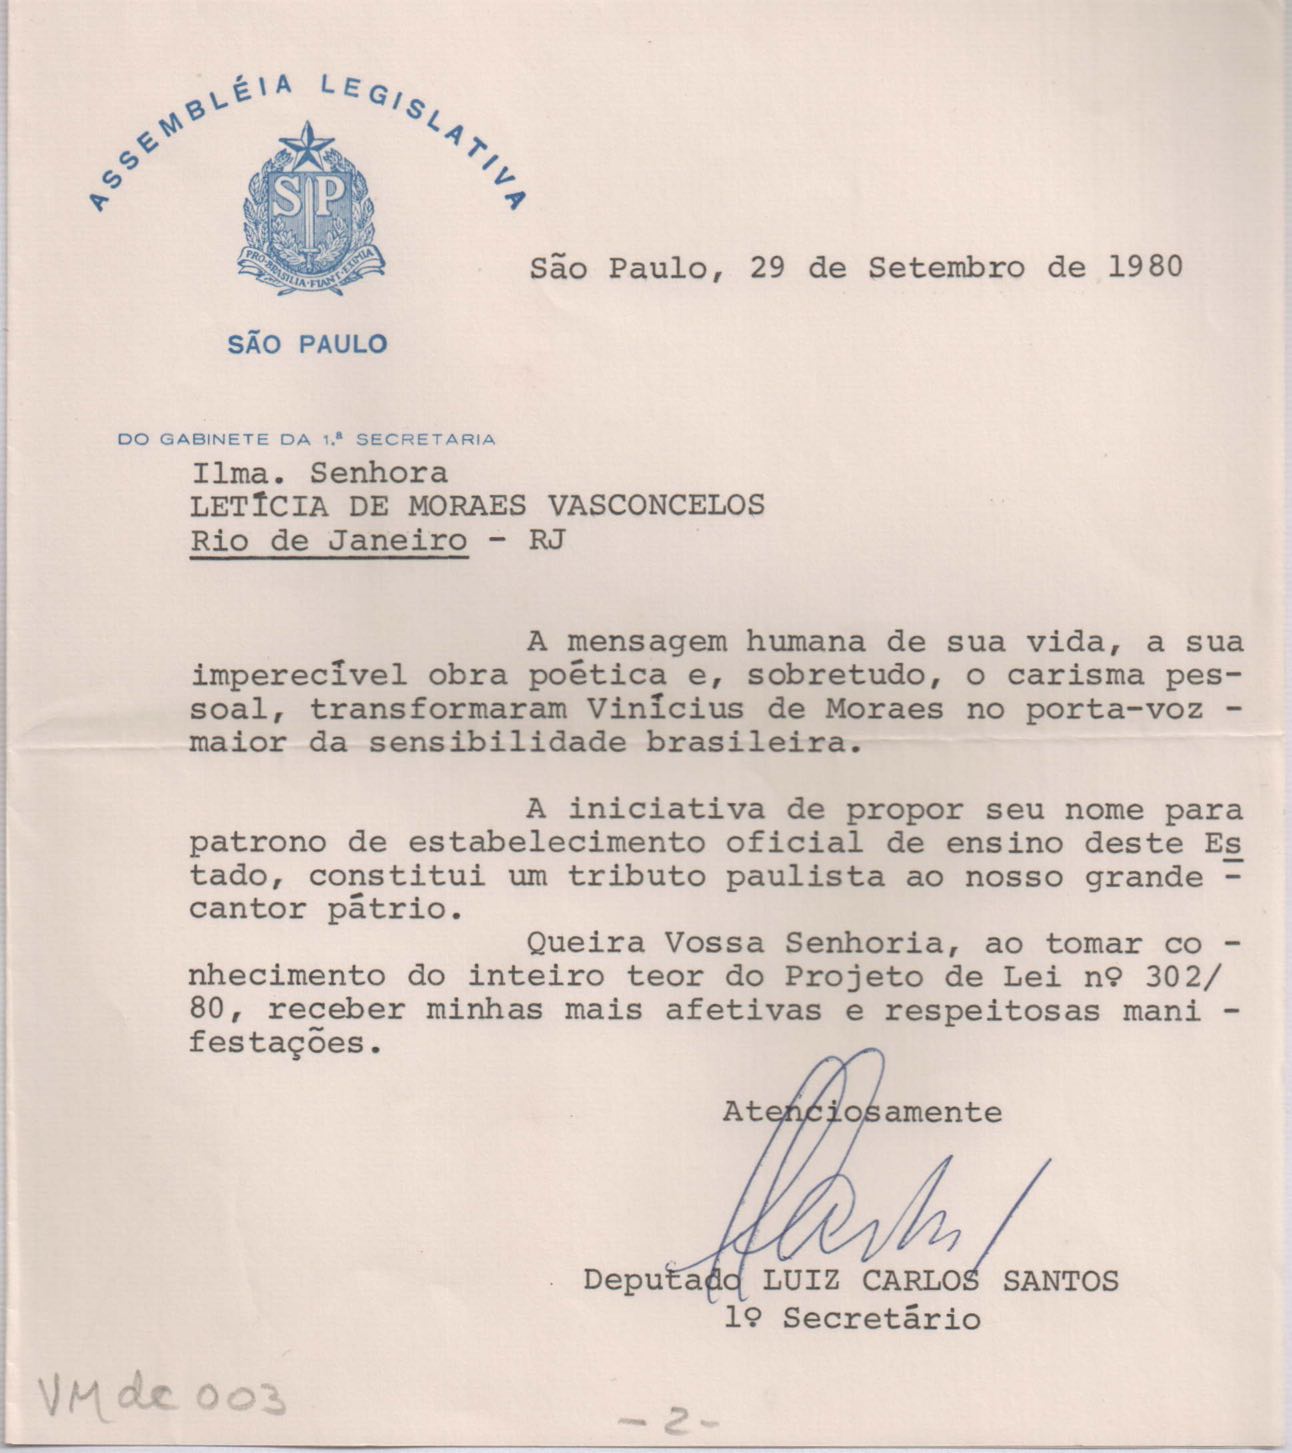 ASSEMBLÉIA LEGISLATIVA
SP
PRO·BRASILIA·FIANT·EXIMIA
São Paulo, 29 de Setembro de 1980
SÃO PAULO
DO GABINETE DA 1.ª SECRETARIA
Ilma. Senhora
LETÍCIA DE MORAES VASCONCELOS
Rio de Janeiro - RJ
A mensagem humana de sua vida, a sua
imperecível obra poética e, sobretudo, o carisma pes-
soal, transformaram Vinícius de Moraes no porta-voz -
maior da sensibilidade brasileira.
A iniciativa de propor seu nome para
patrono de estabelecimento oficial de ensino deste Es
tado, constitui um tributo paulista ao nosso grande -
cantor pátrio.
Queira Vossa Senhoria, ao tomar co -
nhecimento do inteiro teor do Projeto de Lei nº 302/
80, receber minhas mais afetivas e respeitosas mani -
festações.
Atenciosamente
Deputado LUIZ CARLOS SANTOS
1º Secretário
VMdc 003
- 2 -